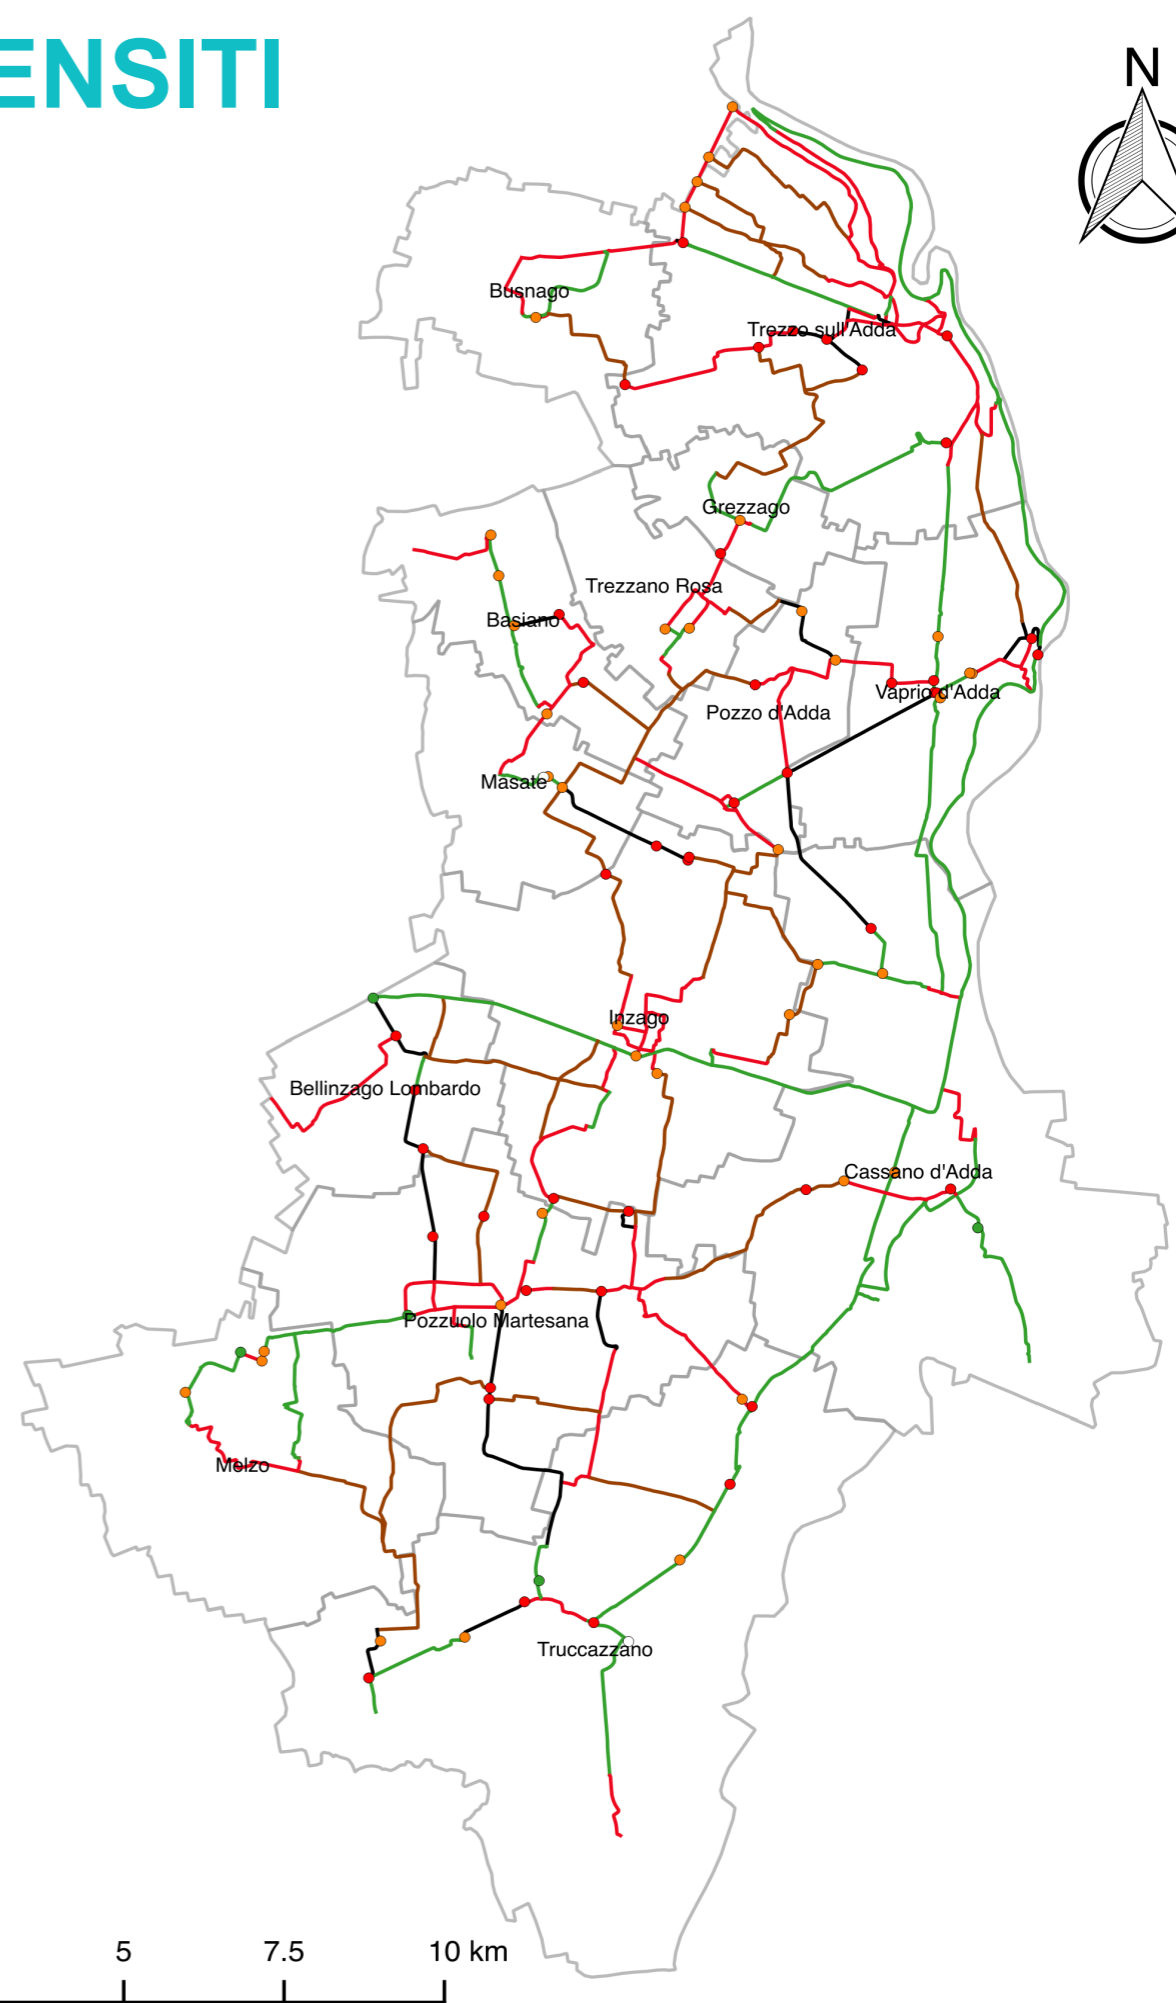 ENSITI
N
Busnago
Trezzo sull'Adda
Grezzago
Trezzano Rosa
Basiano
Vaprio d'Adda
Pozzo d'Adda
Masate
Inzago
Bellinzago Lombardo
Cassano d'Adda
Pozzuolo Martesana
Melzo
Truccazzano
5 7.5 10 km